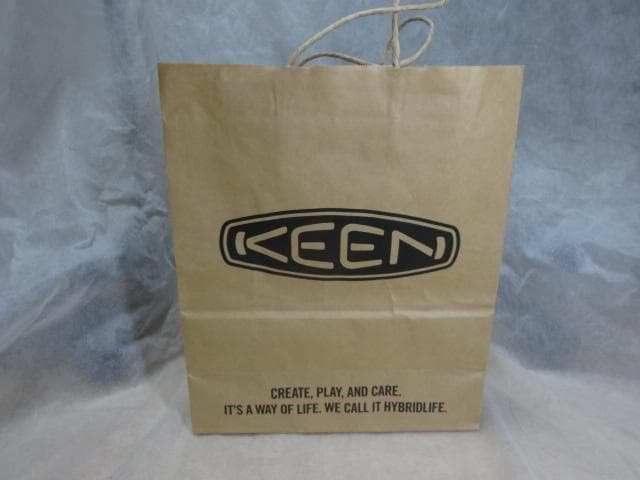 KEEN
CREATE, PLAY, AND CARE.
IT'S A WAY OF LIFE. WE CALL IT HYBRIDLIFE.